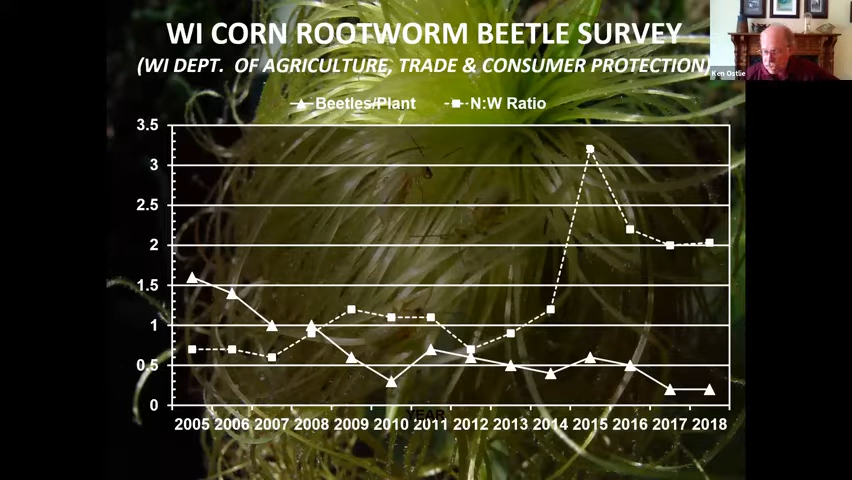 WI CORN ROOTWORM BEETLE SURVEY
(WI DEPT. OF AGRICULTURE, TRADE & CONSUMER PROTECTION)
Ken Ostlie
Beetles/Plant N:W Ratio
3.5
3
2.5
2
1.5
1
0.5
0
YEAR
2005 2006 2007 2008 2009 2010 2011 2012 2013 2014 2015 2016 2017 2018